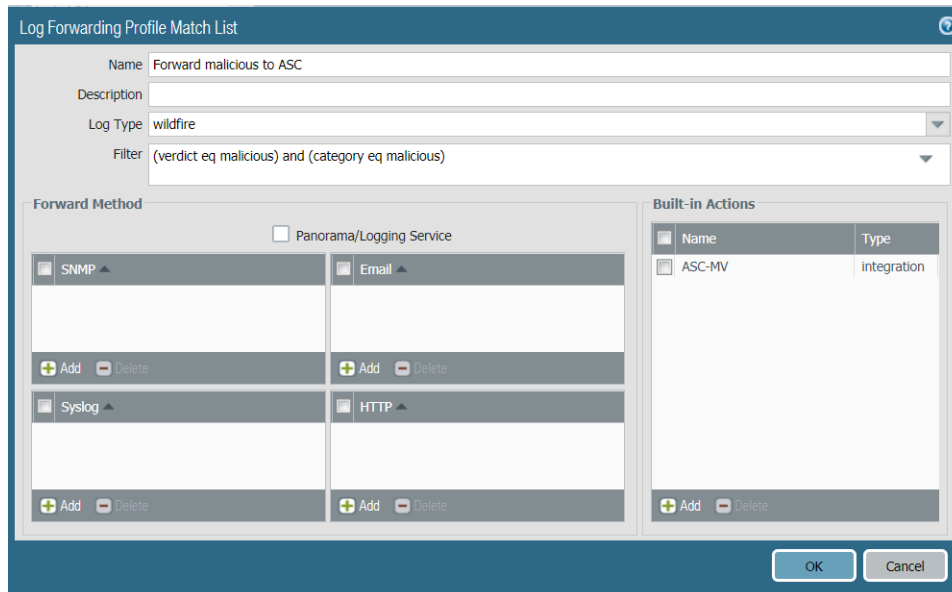 Log Forwarding Profile Match List
Name Forward malicious to ASC
Description
Log Type wildfire
Filter (verdict eq malicious) and (category eq malicious)
Forward Method
Panorama/Logging Service
SNMP
Email
Add Delete
Add Delete
Syslog
HTTP
Add Delete
Add Delete
Built-in Actions
Name Type
ASC-MV integration
Add Delete
OK Cancel